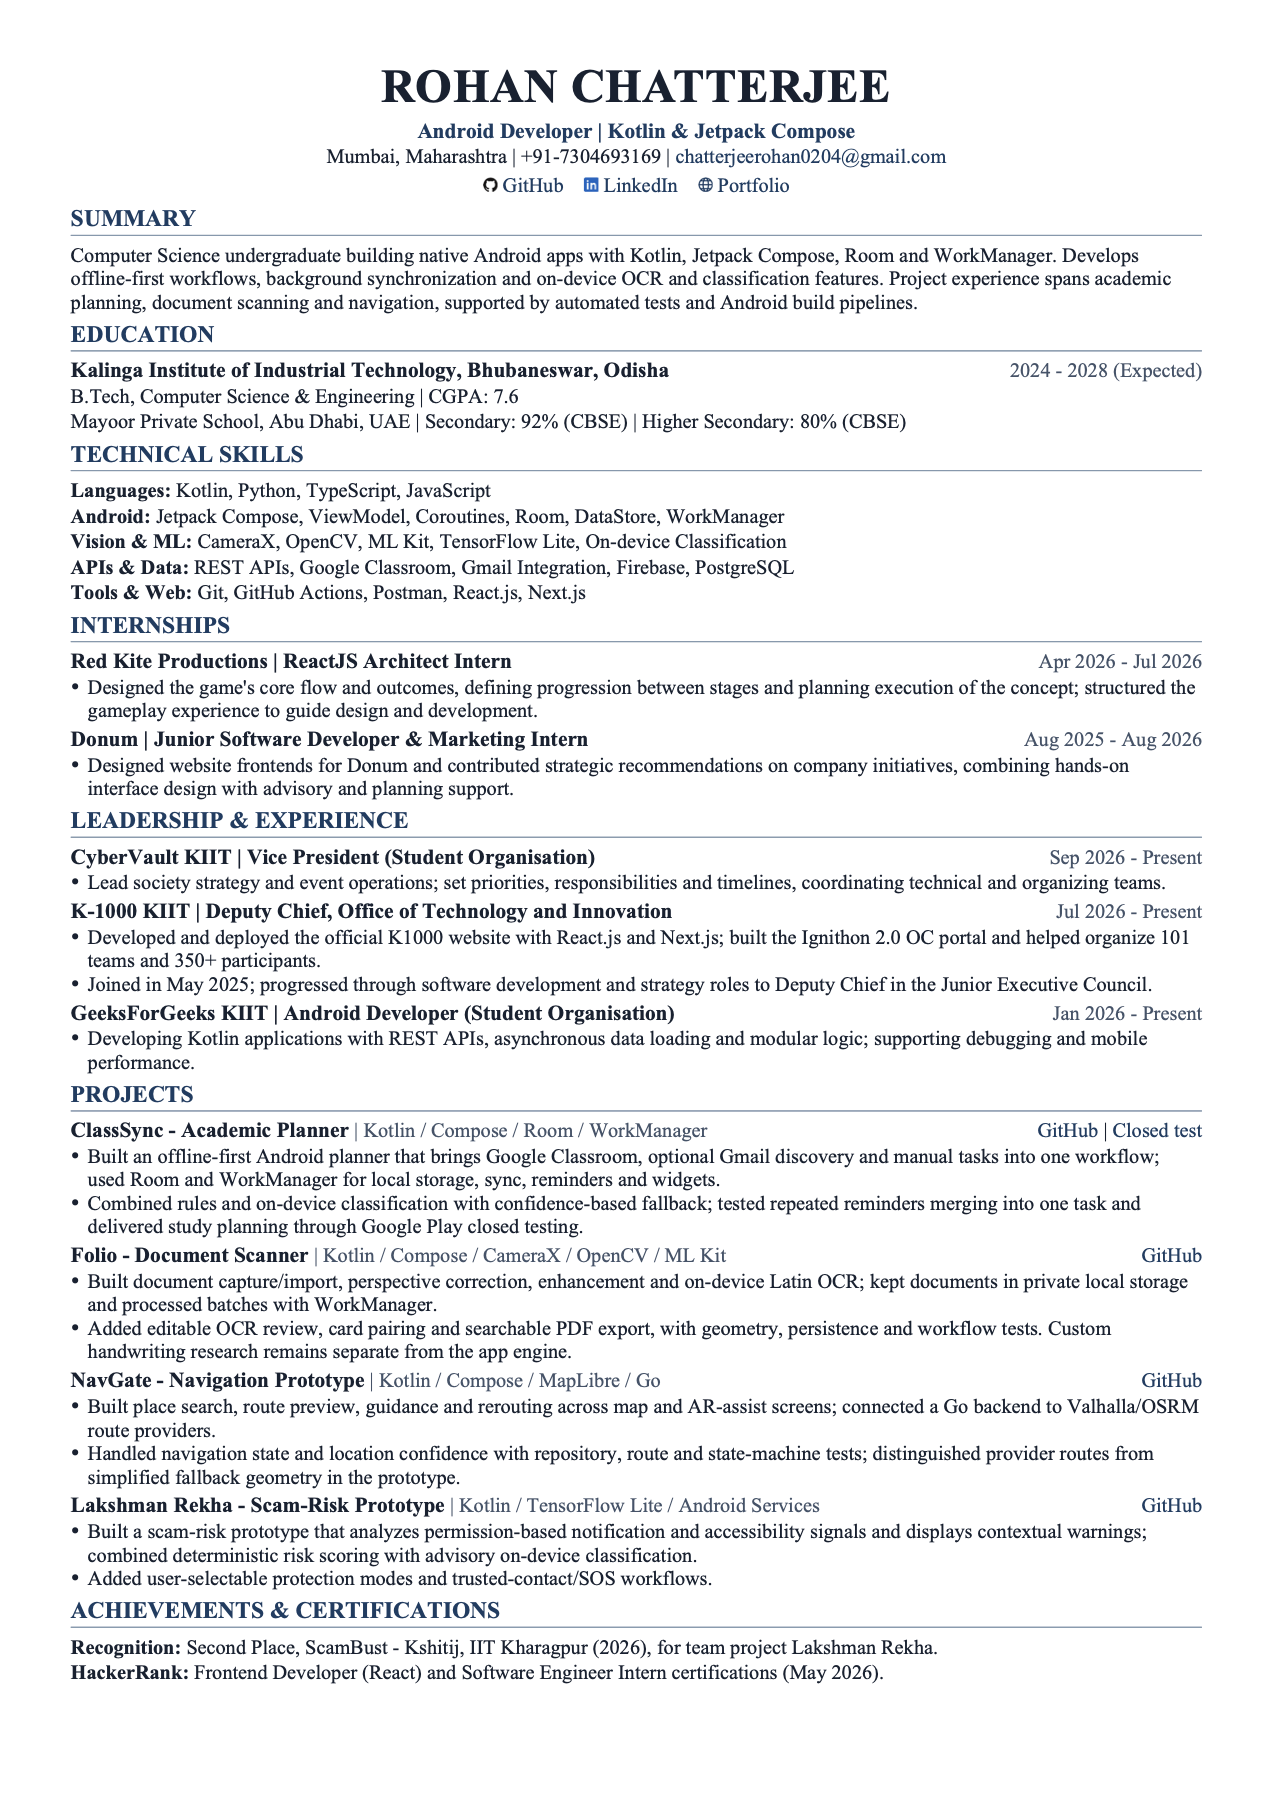 ROHAN CHATTERJEE
Android Developer | Kotlin & Jetpack Compose
Mumbai, Maharashtra | +91-7304693169 | chatterjeerohan0204@gmail.com
GitHub LinkedIn Portfolio
SUMMARY
Computer Science undergraduate building native Android apps with Kotlin, Jetpack Compose, Room and WorkManager. Develops
offline-first workflows, background synchronization and on-device OCR and classification features. Project experience spans academic
planning, document scanning and navigation, supported by automated tests and Android build pipelines.
EDUCATION
Kalinga Institute of Industrial Technology, Bhubaneswar, Odisha 2024 - 2028 (Expected)
B.Tech, Computer Science & Engineering | CGPA: 7.6
Mayoor Private School, Abu Dhabi, UAE | Secondary: 92% (CBSE) | Higher Secondary: 80% (CBSE)
TECHNICAL SKILLS
Languages: Kotlin, Python, TypeScript, JavaScript
Android: Jetpack Compose, ViewModel, Coroutines, Room, DataStore, WorkManager
Vision & ML: CameraX, OpenCV, ML Kit, TensorFlow Lite, On-device Classification
APIs & Data: REST APIs, Google Classroom, Gmail Integration, Firebase, PostgreSQL
Tools & Web: Git, GitHub Actions, Postman, React.js, Next.js
INTERNSHIPS
Red Kite Productions | ReactJS Architect Intern Apr 2026 - Jul 2026
• Designed the game's core flow and outcomes, defining progression between stages and planning execution of the concept; structured the
gameplay experience to guide design and development.
Donum | Junior Software Developer & Marketing Intern Aug 2025 - Aug 2026
• Designed website frontends for Donum and contributed strategic recommendations on company initiatives, combining hands-on
interface design with advisory and planning support.
LEADERSHIP & EXPERIENCE
CyberVault KIIT | Vice President (Student Organisation) Sep 2026 - Present
• Lead society strategy and event operations; set priorities, responsibilities and timelines, coordinating technical and organizing teams.
K-1000 KIIT | Deputy Chief, Office of Technology and Innovation Jul 2026 - Present
• Developed and deployed the official K1000 website with React.js and Next.js; built the Ignithon 2.0 OC portal and helped organize 101
teams and 350+ participants.
• Joined in May 2025; progressed through software development and strategy roles to Deputy Chief in the Junior Executive Council.
GeeksForGeeks KIIT | Android Developer (Student Organisation) Jan 2026 - Present
• Developing Kotlin applications with REST APIs, asynchronous data loading and modular logic; supporting debugging and mobile
performance.
PROJECTS
ClassSync - Academic Planner | Kotlin / Compose / Room / WorkManager GitHub | Closed test
• Built an offline-first Android planner that brings Google Classroom, optional Gmail discovery and manual tasks into one workflow;
used Room and WorkManager for local storage, sync, reminders and widgets.
• Combined rules and on-device classification with confidence-based fallback; tested repeated reminders merging into one task and
delivered study planning through Google Play closed testing.
Folio - Document Scanner | Kotlin / Compose / CameraX / OpenCV / ML Kit GitHub
• Built document capture/import, perspective correction, enhancement and on-device Latin OCR; kept documents in private local storage
and processed batches with WorkManager.
• Added editable OCR review, card pairing and searchable PDF export, with geometry, persistence and workflow tests. Custom
handwriting research remains separate from the app engine.
NavGate - Navigation Prototype | Kotlin / Compose / MapLibre / Go GitHub
• Built place search, route preview, guidance and rerouting across map and AR-assist screens; connected a Go backend to Valhalla/OSRM
route providers.
• Handled navigation state and location confidence with repository, route and state-machine tests; distinguished provider routes from
simplified fallback geometry in the prototype.
Lakshman Rekha - Scam-Risk Prototype | Kotlin / TensorFlow Lite / Android Services GitHub
• Built a scam-risk prototype that analyzes permission-based notification and accessibility signals and displays contextual warnings;
combined deterministic risk scoring with advisory on-device classification.
• Added user-selectable protection modes and trusted-contact/SOS workflows.
ACHIEVEMENTS & CERTIFICATIONS
Recognition: Second Place, ScamBust - Kshitij, IIT Kharagpur (2026), for team project Lakshman Rekha.
HackerRank: Frontend Developer (React) and Software Engineer Intern certifications (May 2026).